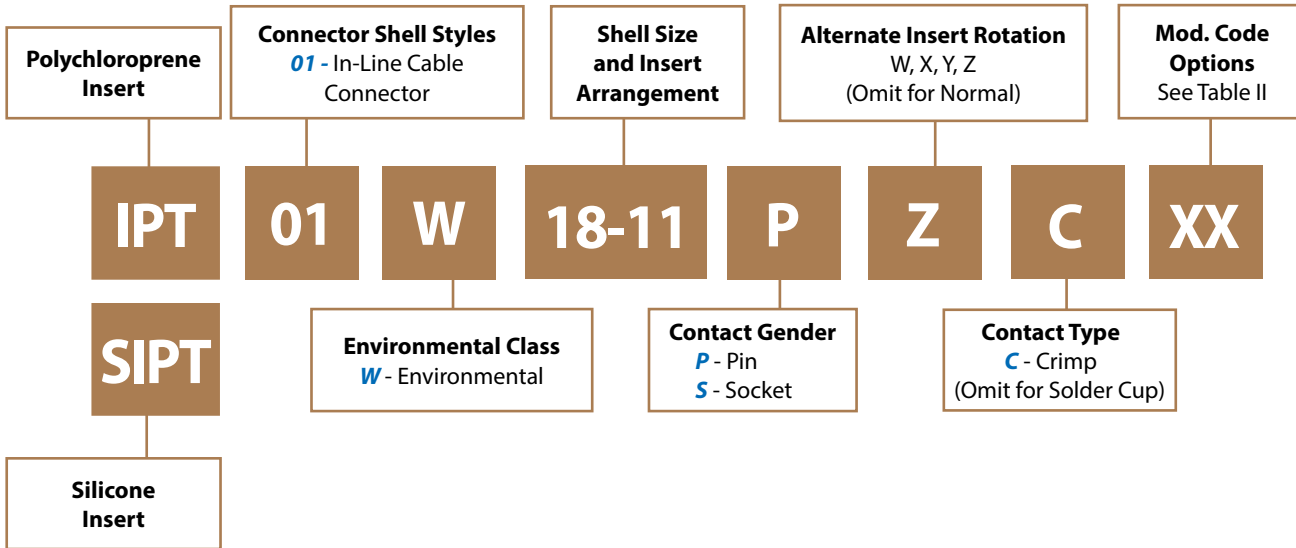 Polychloroprene
Insert
Connector Shell Styles
01 - In-Line Cable
Connector
Shell Size
and Insert
Arrangement
Alternate Insert Rotation
W, X, Y, Z
(Omit for Normal)
Mod. Code
Options
See Table II
IPT 01 W 18-11 P Z C XX
SIPT
Environmental Class
W - Environmental
Contact Gender
P - Pin
S - Socket
Contact Type
C - Crimp
(Omit for Solder Cup)
Silicone
Insert